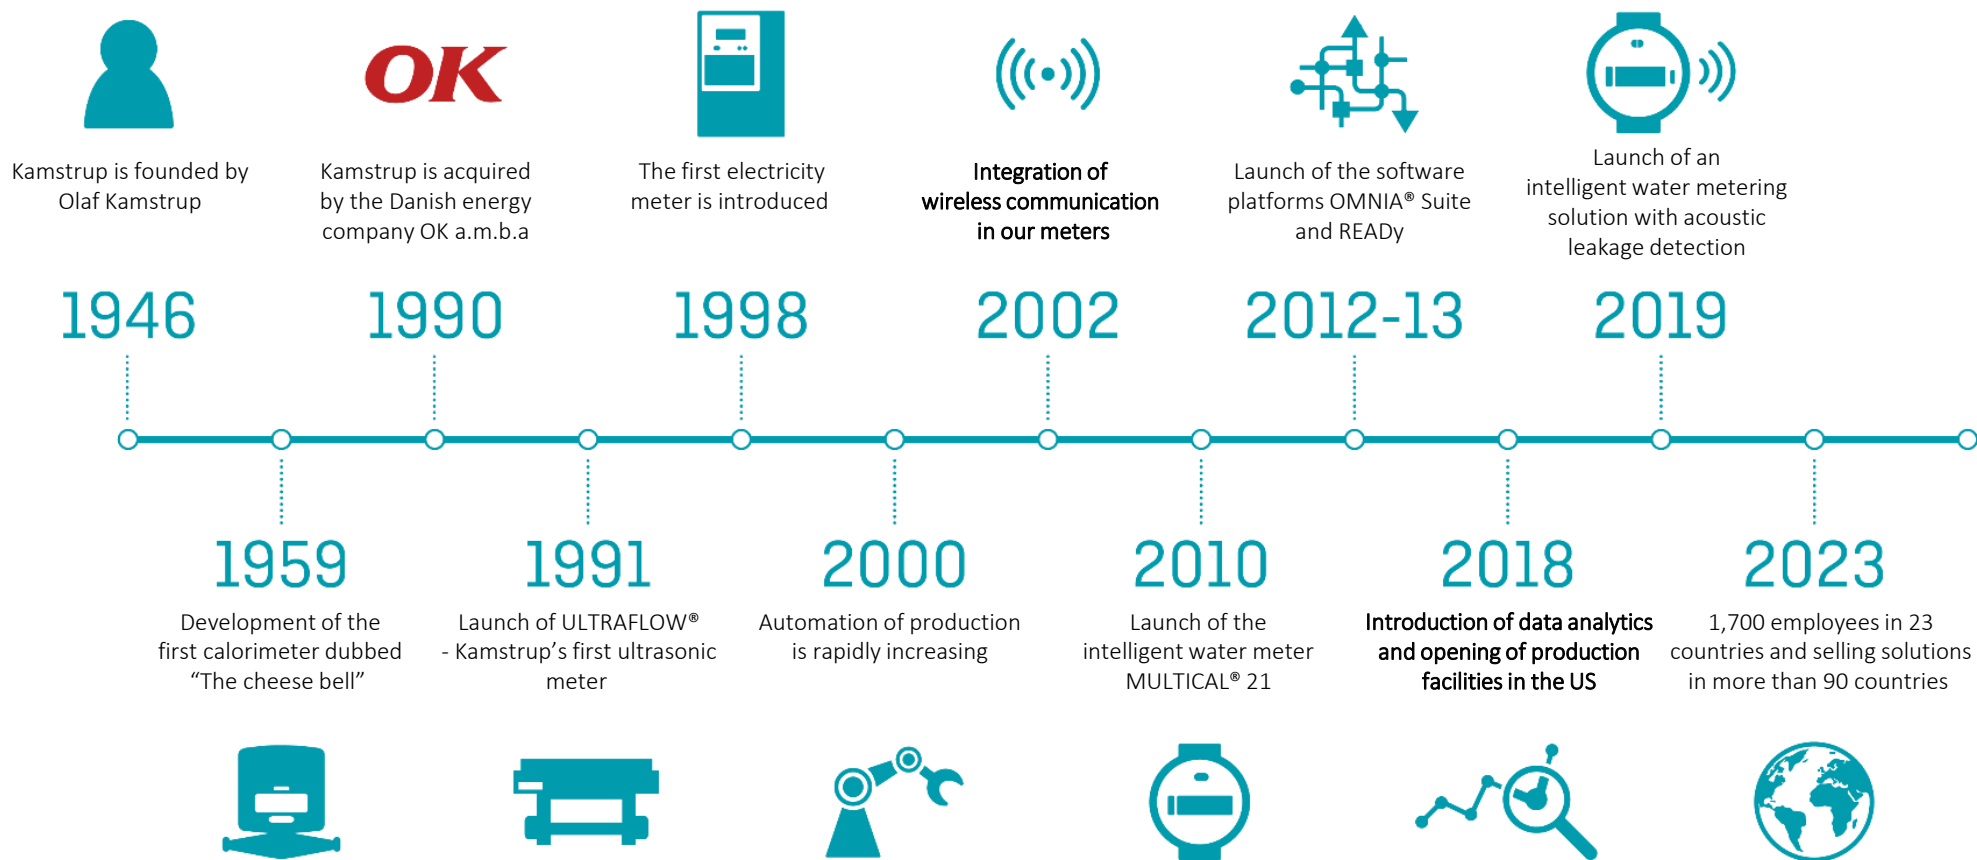 OK
Kamstrup is founded by
Olaf Kamstrup
Kamstrup is acquired
by the Danish energy
company OK a.m.b.a
The first electricity
meter is introduced
Integration of
wireless communication
in our meters
Launch of the software
platforms OMNIA® Suite
and READy
Launch of an
intelligent water metering
solution with acoustic
leakage detection
1946
1990
1998
2002
2012-13
2019
1959
Development of the
first calorimeter dubbed
“The cheese bell”
1991
Launch of ULTRAFLOW®
- Kamstrup’s first ultrasonic
meter
2000
Automation of production
is rapidly increasing
2010
Launch of the
intelligent water meter
MULTICAL® 21
2018
Introduction of data analytics
and opening of production
facilities in the US
2023
1,700 employees in 23
countries and selling solutions
in more than 90 countries